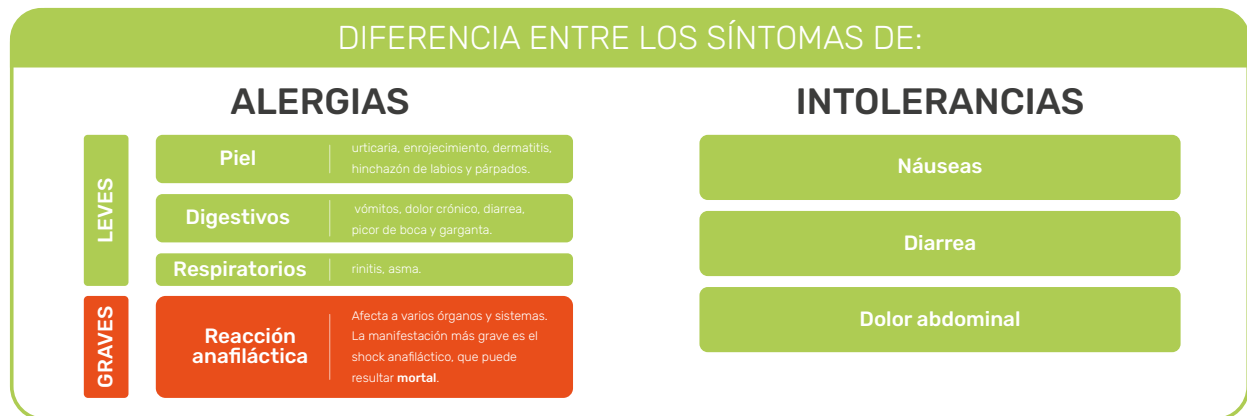 DIFERENCIA ENTRE LOS SÍNTOMAS DE:
ALERGIAS
LEVES
Piel
urticaria, enrojecimiento, dermatitis,
hinchazón de labios y párpados.
Digestivos
vómitos, dolor crónico, diarrea,
picor de boca y garganta.
Respiratorios
rinitis, asma.
GRAVES
Reacción
anafiláctica
Afecta a varios órganos y sistemas.
La manifestación más grave es el
shock anafiláctico, que puede
resultar mortal.
INTOLERANCIAS
Náuseas
Diarrea
Dolor abdominal